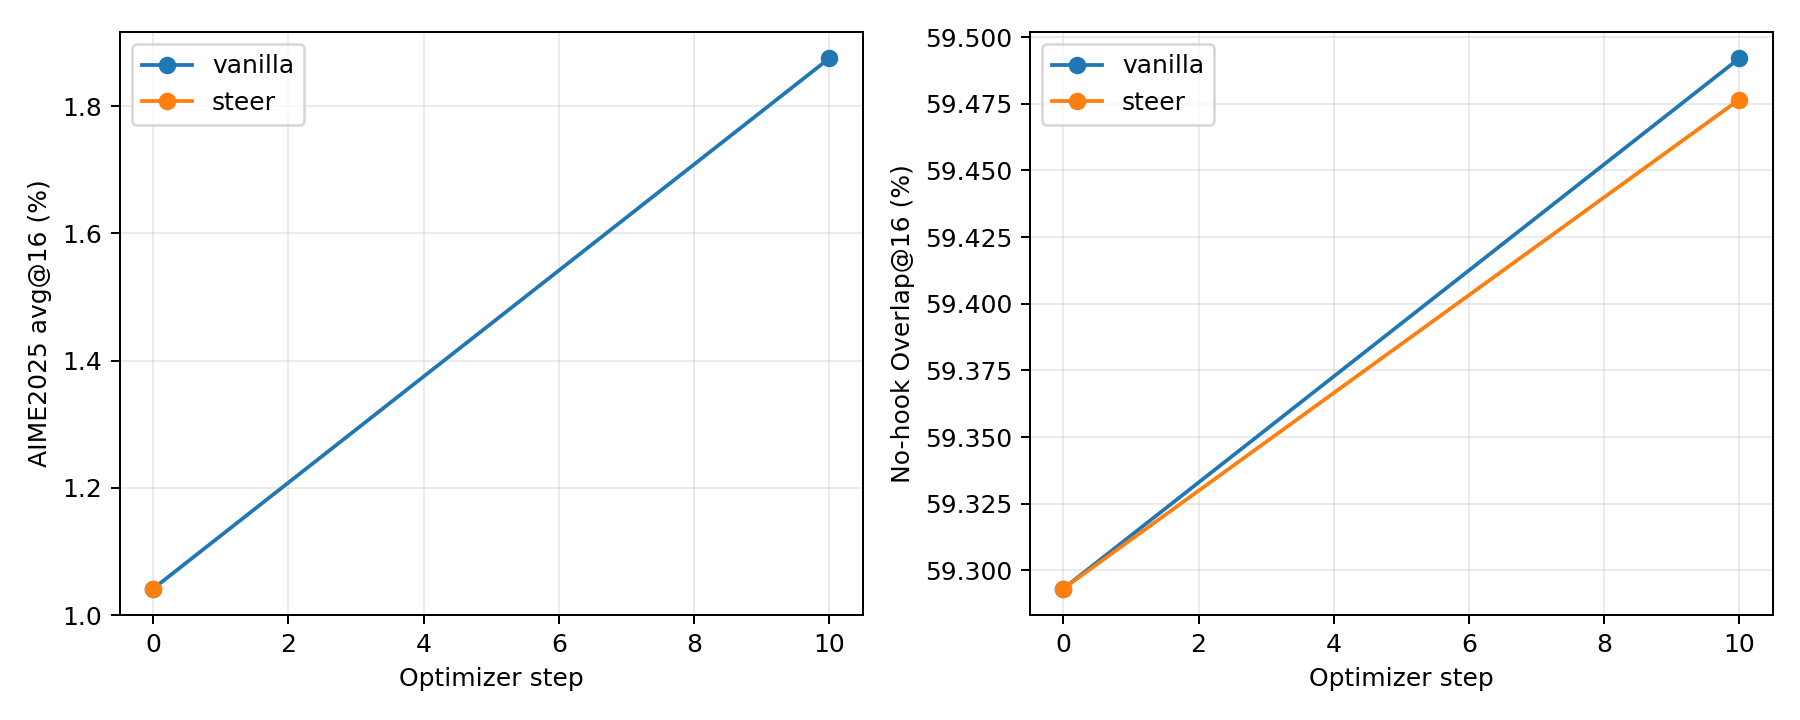 vanilla
steer
1.8
1.6
1.4
1.2
1.0
AIME2025 avg@16 (%)
0 2 4 6 8 10
Optimizer step
vanilla
steer
59.500
59.475
59.450
59.425
59.400
59.375
59.350
59.325
59.300
No-hook Overlap@16 (%)
0 2 4 6 8 10
Optimizer step